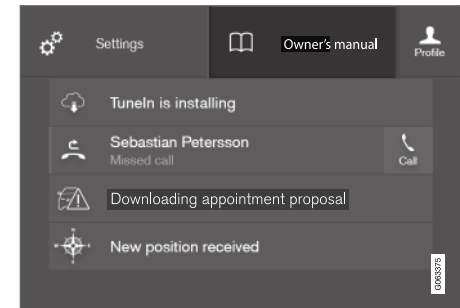 Settings
Owner's manual
Profile
TuneIn is installing
Sebastian Petersson
Missed call
Call
Downloading appointment proposal
New position received
G063375